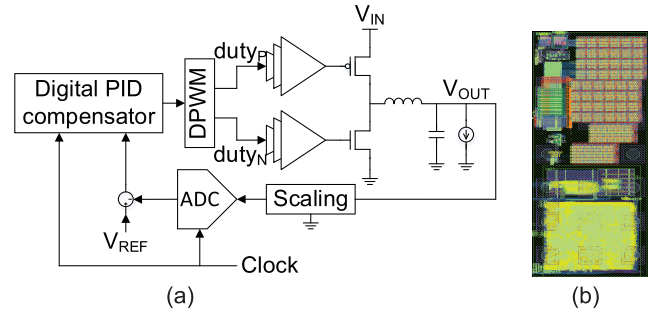 V_IN
duty_P
Digital PID
compensator
DPWM
V_OUT
duty_N
ADC
Scaling
V_REF
Clock
(a)
(b)